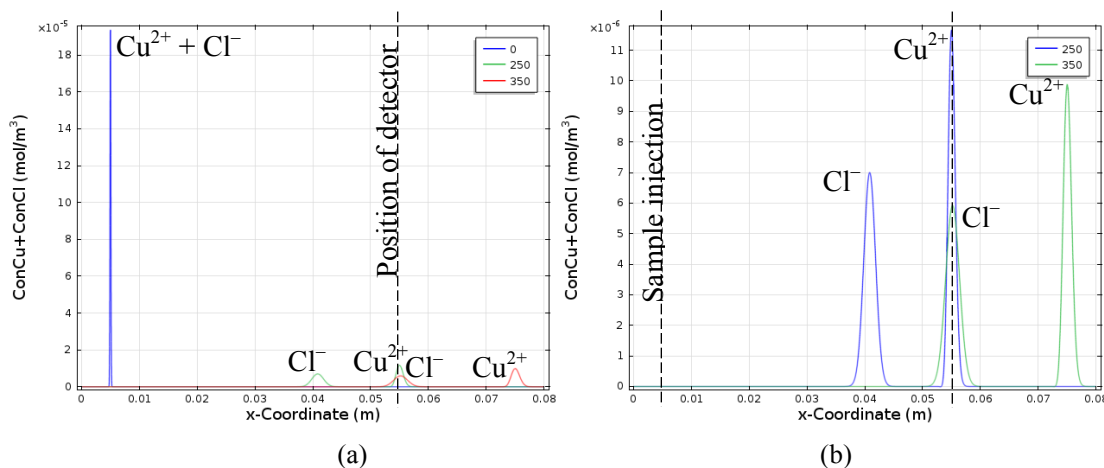 ×10⁻⁵
ConCu+ConCl (mol/m³)
18
16
14
12
10
8
6
4
2
0
Cu²⁺ + Cl⁻
0
250
350
Position of detector
Cl⁻
Cu²⁺
Cl⁻
Cu²⁺
0 0.01 0.02 0.03 0.04 0.05 0.06 0.07 0.08
x-Coordinate (m)
(a)
×10⁻⁶
ConCu+ConCl (mol/m³)
11
10
9
8
7
6
5
4
3
2
1
0
Sample injection
Cu²⁺
250
350
Cu²⁺
Cl⁻
Cl⁻
0 0.01 0.02 0.03 0.04 0.05 0.06 0.07 0.08
x-Coordinate (m)
(b)